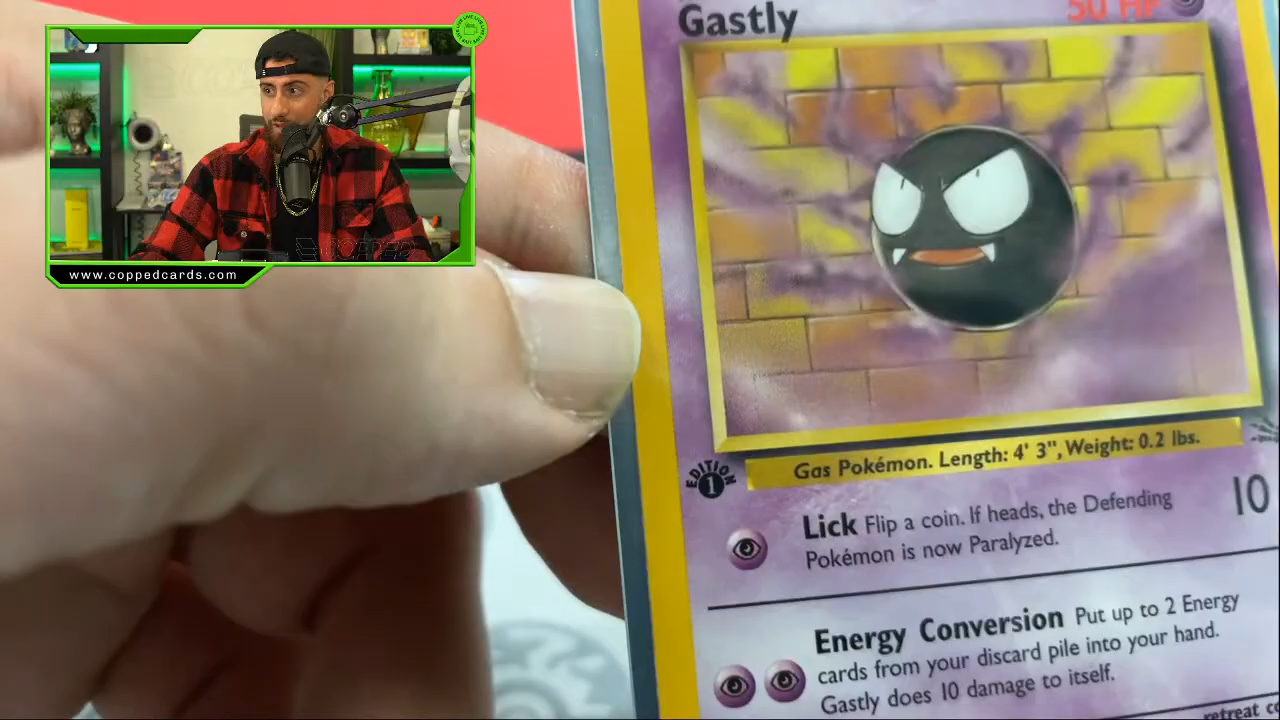 Gastly
50 HP
www.coppedcards.com
Gas Pokémon. Length: 4' 3", Weight: 0.2 lbs.
EDITION
1
Lick Flip a coin. If heads, the Defending
Pokémon is now Paralyzed.
10
Energy Conversion Put up to 2 Energy
cards from your discard pile into your hand.
Gastly does 10 damage to itself.